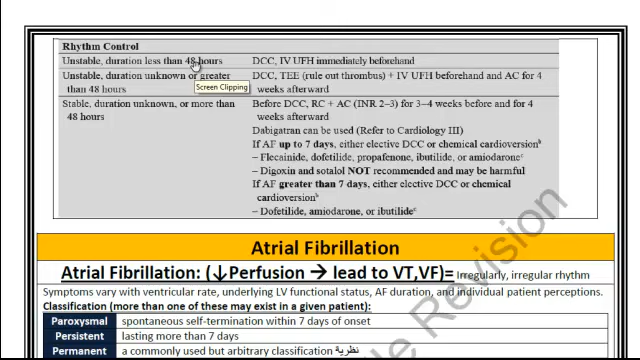 Rhythm Control
Unstable, duration less than 48 hours DCC, IV UFH immediately beforehand
Unstable, duration unknown or greater DCC, TEE (rule out thrombus) + IV UFH beforehand and AC for 4
than 48 hours weeks afterward
Screen Clipping
Stable, duration unknown, or more than Before DCC, RC + AC (INR 2–3) for 3–4 weeks before and for 4
48 hours weeks afterward
Dabigatran can be used (Refer to Cardiology III)
If AF up to 7 days, either elective DCC or chemical cardioversionᵇ
– Flecainide, dofetilide, propafenone, ibutilide, or amiodaroneᶜ
– Digoxin and sotalol NOT recommended and may be harmful
If AF greater than 7 days, either elective DCC or chemical
cardioversionᵇ
– Dofetilide, amiodarone, or ibutilideᶜ
Atrial Fibrillation
Atrial Fibrillation: (↓Perfusion → lead to VT,VF)= Irregularly, irregular rhythm
Symptoms vary with ventricular rate, underlying LV functional status, AF duration, and individual patient perceptions.
Classification (more than one of these may exist in a given patient):
Paroxysmal spontaneous self-termination within 7 days of onset
Persistent lasting more than 7 days
Permanent a commonly used but arbitrary classification نظرية
Revision